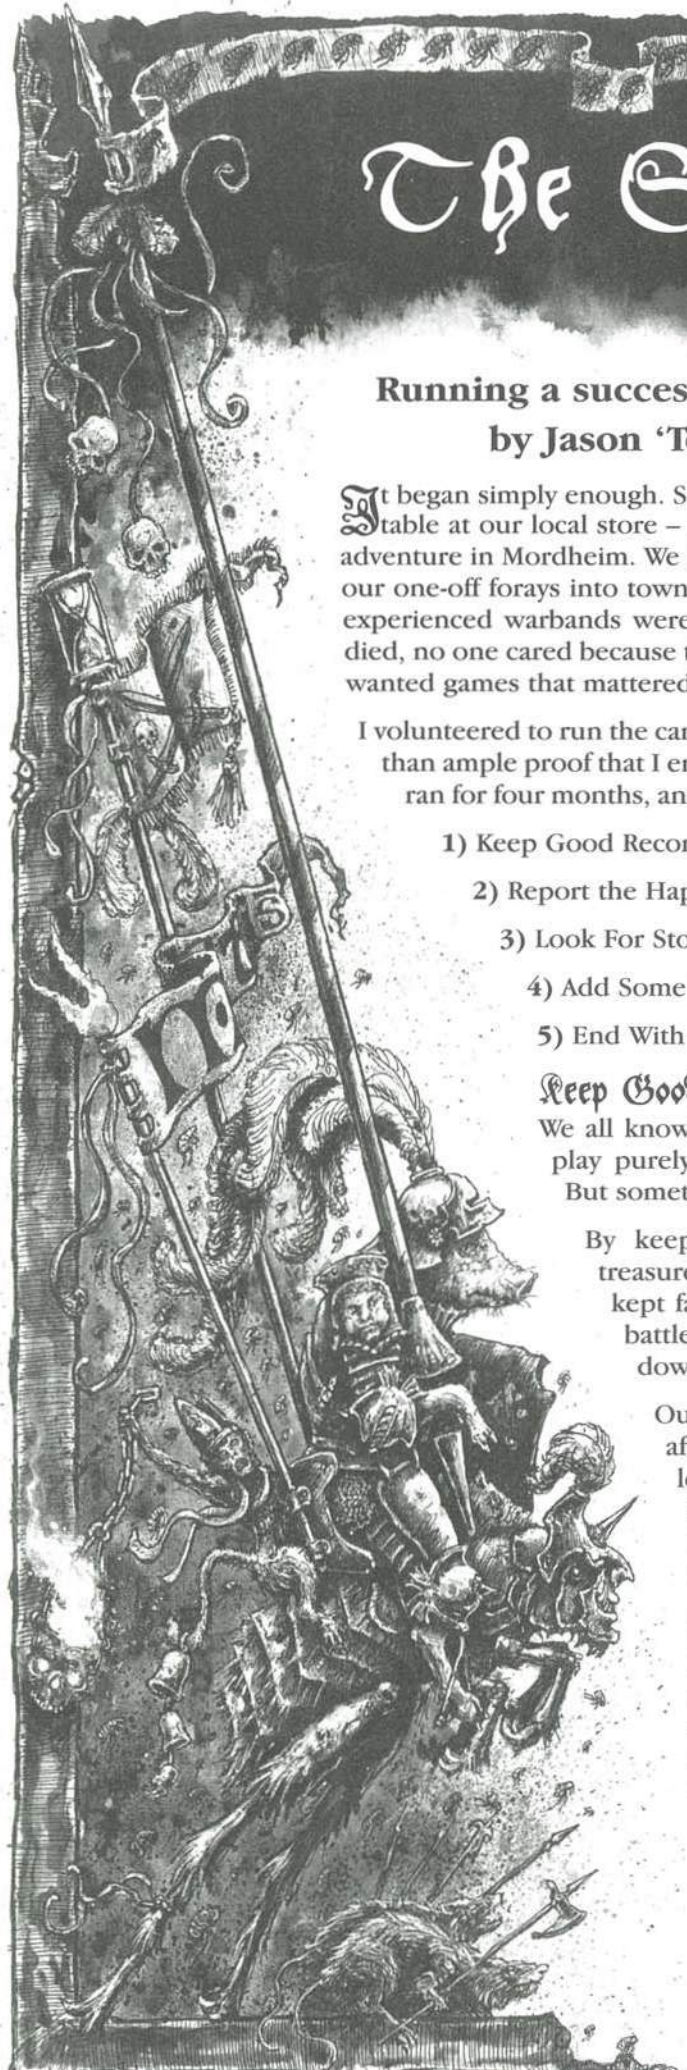 The S
Running a succes
by Jason ‘T
It began simply enough. S
table at our local store –
adventure in Mordheim. We
our one-off forays into town
experienced warbands were
died, no one cared because t
wanted games that mattered
I volunteered to run the ca
than ample proof that I e
ran for four months, an
1) Keep Good Recor
2) Report the Hap
3) Look For Sto
4) Add Some
5) End With
Keep Goo
We all know
play purely
But somet
By keep
treasure
kept fa
battle
dow
Ou
af
l